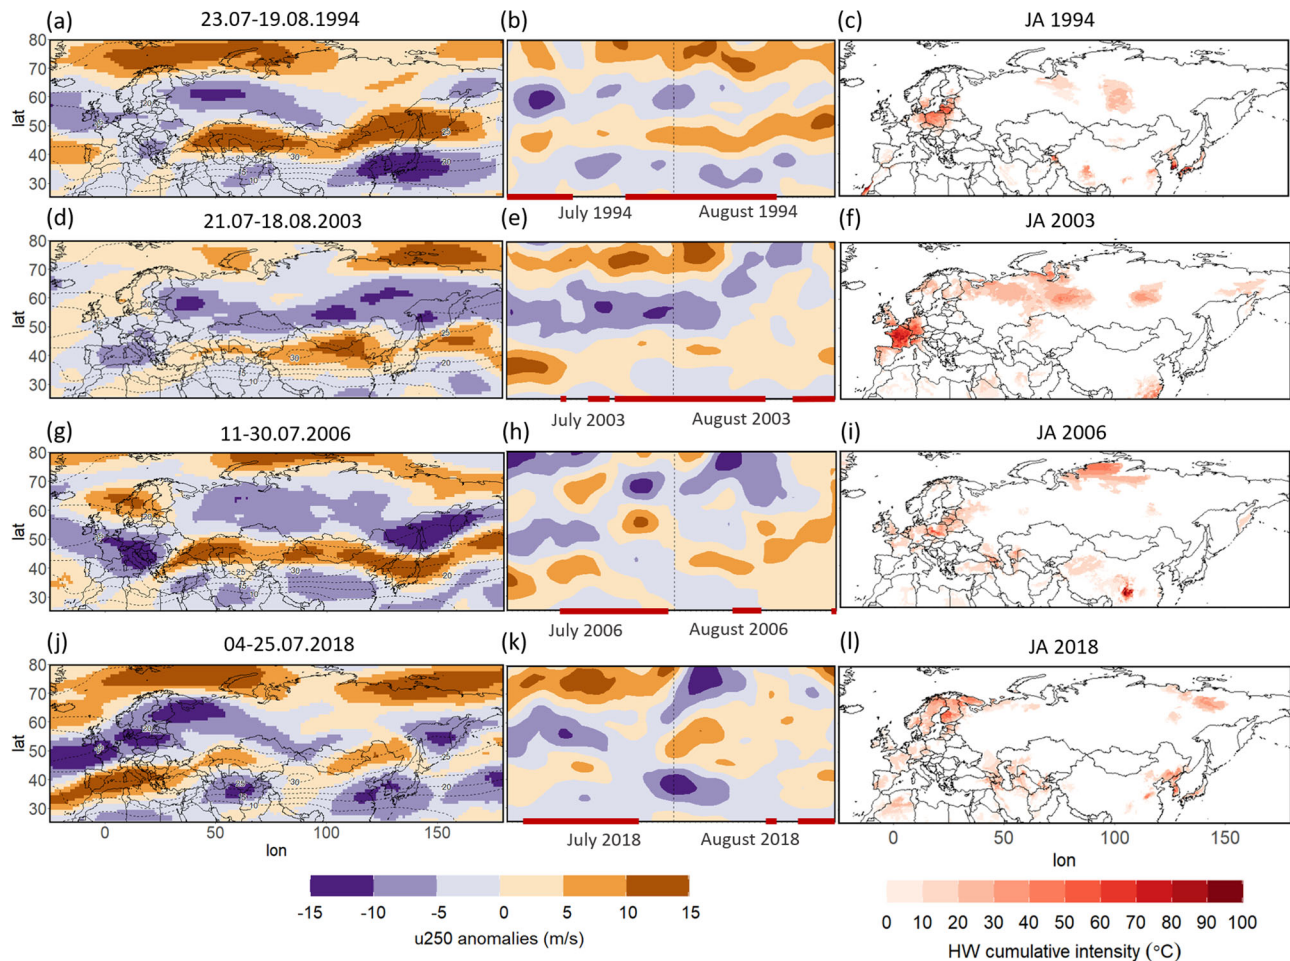 (a) 23.07-19.08.1994 (b) (c) JA 1994
80
70
60
lat
50
40
30
July 1994 August 1994
(d) 21.07-18.08.2003 (e) (f) JA 2003
80
70
60
lat
50
40
30
July 2003 August 2003
(g) 11-30.07.2006 (h) (i) JA 2006
80
70
60
lat
50
40
30
July 2006 August 2006
(j) 04-25.07.2018 (k) (l) JA 2018
80
70
60
lat
50
40
30
0 50 100 150 July 2018 August 2018 0 50 100 150
lon lon
-15 -10 -5 0 5 10 15
u250 anomalies (m/s)
0 10 20 30 40 50 60 70 80 90 100
HW cumulative intensity (°C)